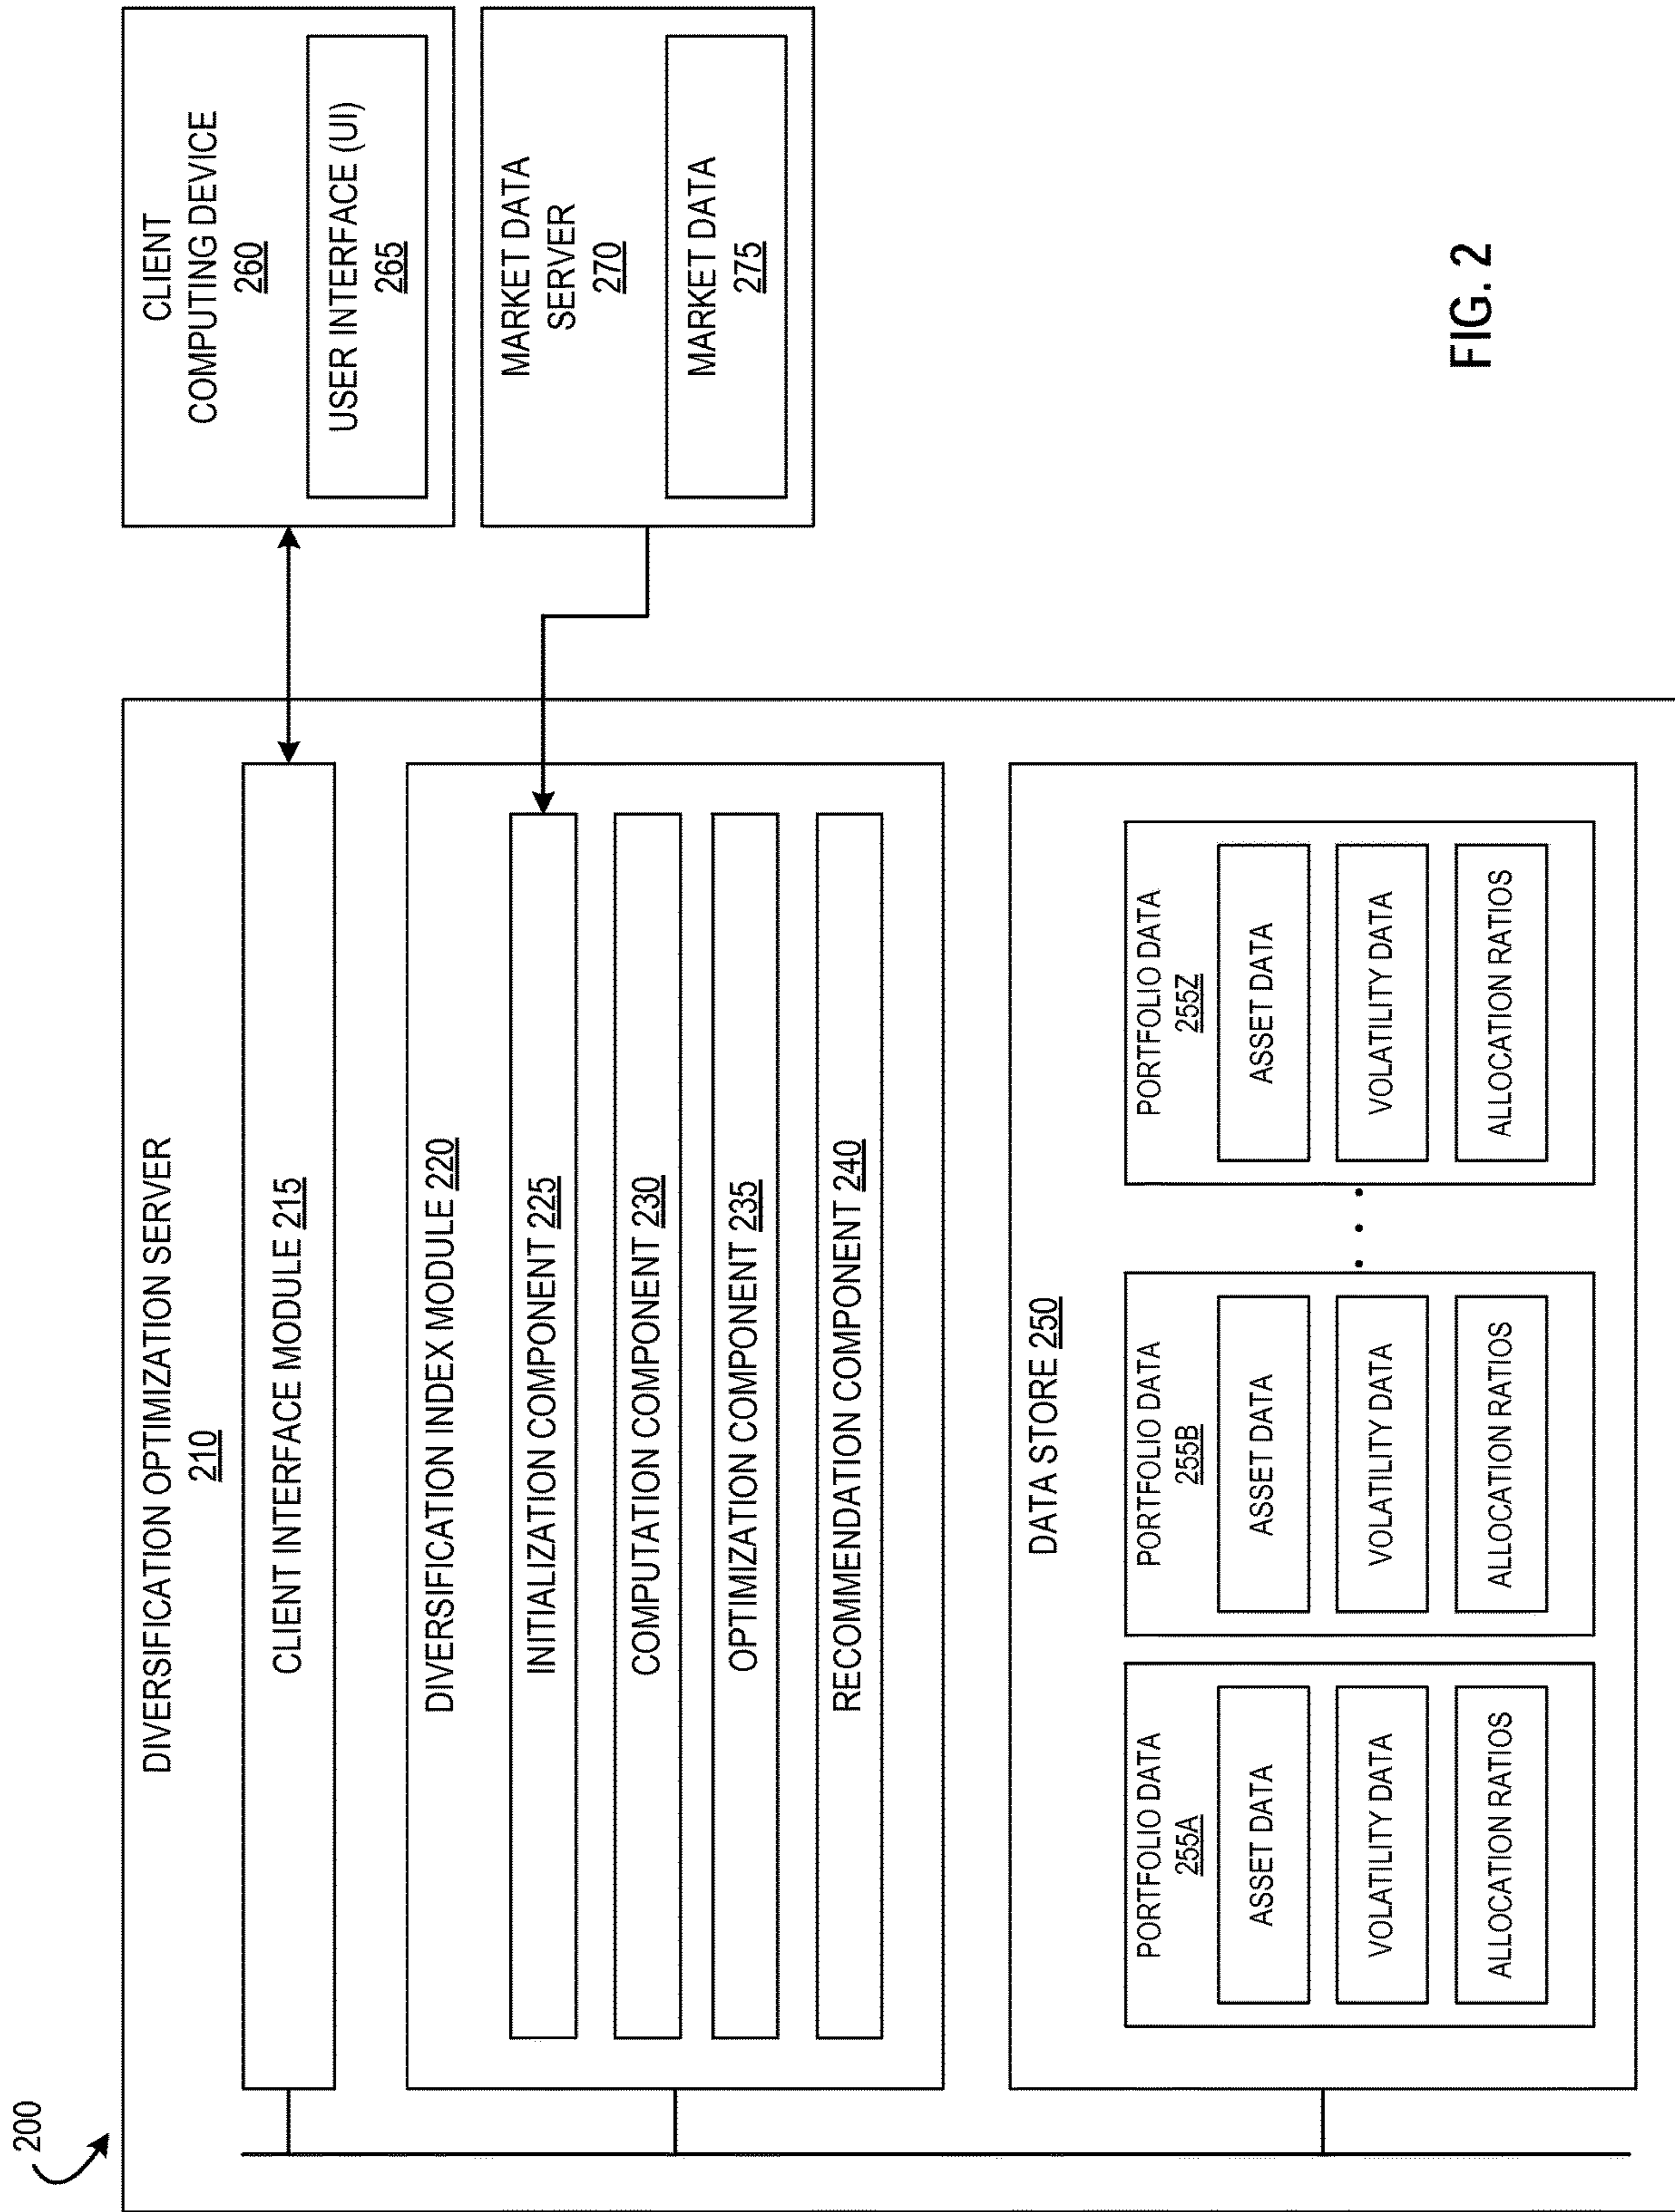 200
DIVERSIFICATION OPTIMIZATION SERVER
210
CLIENT INTERFACE MODULE 215
DIVERSIFICATION INDEX MODULE 220
INITIALIZATION COMPONENT 225
COMPUTATION COMPONENT 230
OPTIMIZATION COMPONENT 235
RECOMMENDATION COMPONENT 240
DATA STORE 250
PORTFOLIO DATA
255A
ASSET DATA
VOLATILITY DATA
ALLOCATION RATIOS
PORTFOLIO DATA
255B
ASSET DATA
VOLATILITY DATA
ALLOCATION RATIOS
PORTFOLIO DATA
255Z
ASSET DATA
VOLATILITY DATA
ALLOCATION RATIOS
CLIENT
COMPUTING DEVICE
260
USER INTERFACE (UI)
265
MARKET DATA
SERVER
270
MARKET DATA
275
FIG. 2